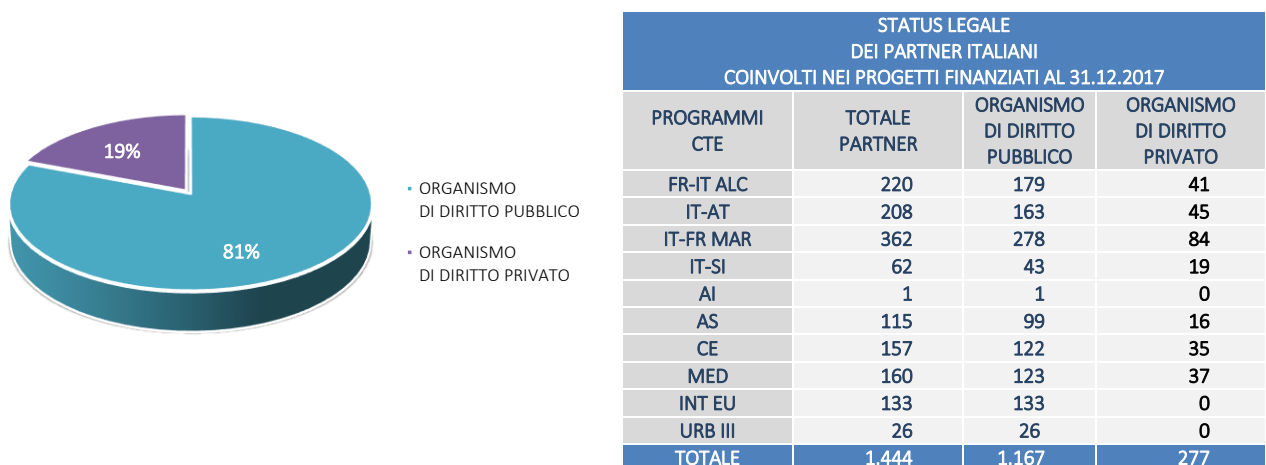 19%
81%
ORGANISMO
DI DIRITTO PUBBLICO
ORGANISMO
DI DIRITTO PRIVATO
STATUS LEGALE
DEI PARTNER ITALIANI
COINVOLTI NEI PROGETTI FINANZIATI AL 31.12.2017
PROGRAMMI
CTE
TOTALE
PARTNER
ORGANISMO
DI DIRITTO
PUBBLICO
ORGANISMO
DI DIRITTO
PRIVATO
FR-IT ALC 220 179 41
IT-AT 208 163 45
IT-FR MAR 362 278 84
IT-SI 62 43 19
AI 1 1 0
AS 115 99 16
CE 157 122 35
MED 160 123 37
INT EU 133 133 0
URB III 26 26 0
TOTALE 1.444 1.167 277